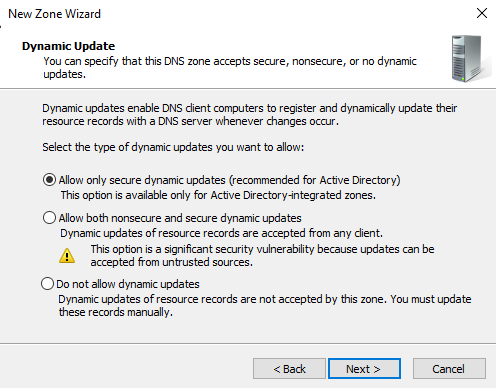 New Zone Wizard
Dynamic Update
You can specify that this DNS zone accepts secure, nonsecure, or no dynamic
updates.
Dynamic updates enable DNS client computers to register and dynamically update their
resource records with a DNS server whenever changes occur.
Select the type of dynamic updates you want to allow:
Allow only secure dynamic updates (recommended for Active Directory)
This option is available only for Active Directory-integrated zones.
Allow both nonsecure and secure dynamic updates
Dynamic updates of resource records are accepted from any client.
This option is a significant security vulnerability because updates can be
accepted from untrusted sources.
Do not allow dynamic updates
Dynamic updates of resource records are not accepted by this zone. You must update
these records manually.
< Back
Next >
Cancel